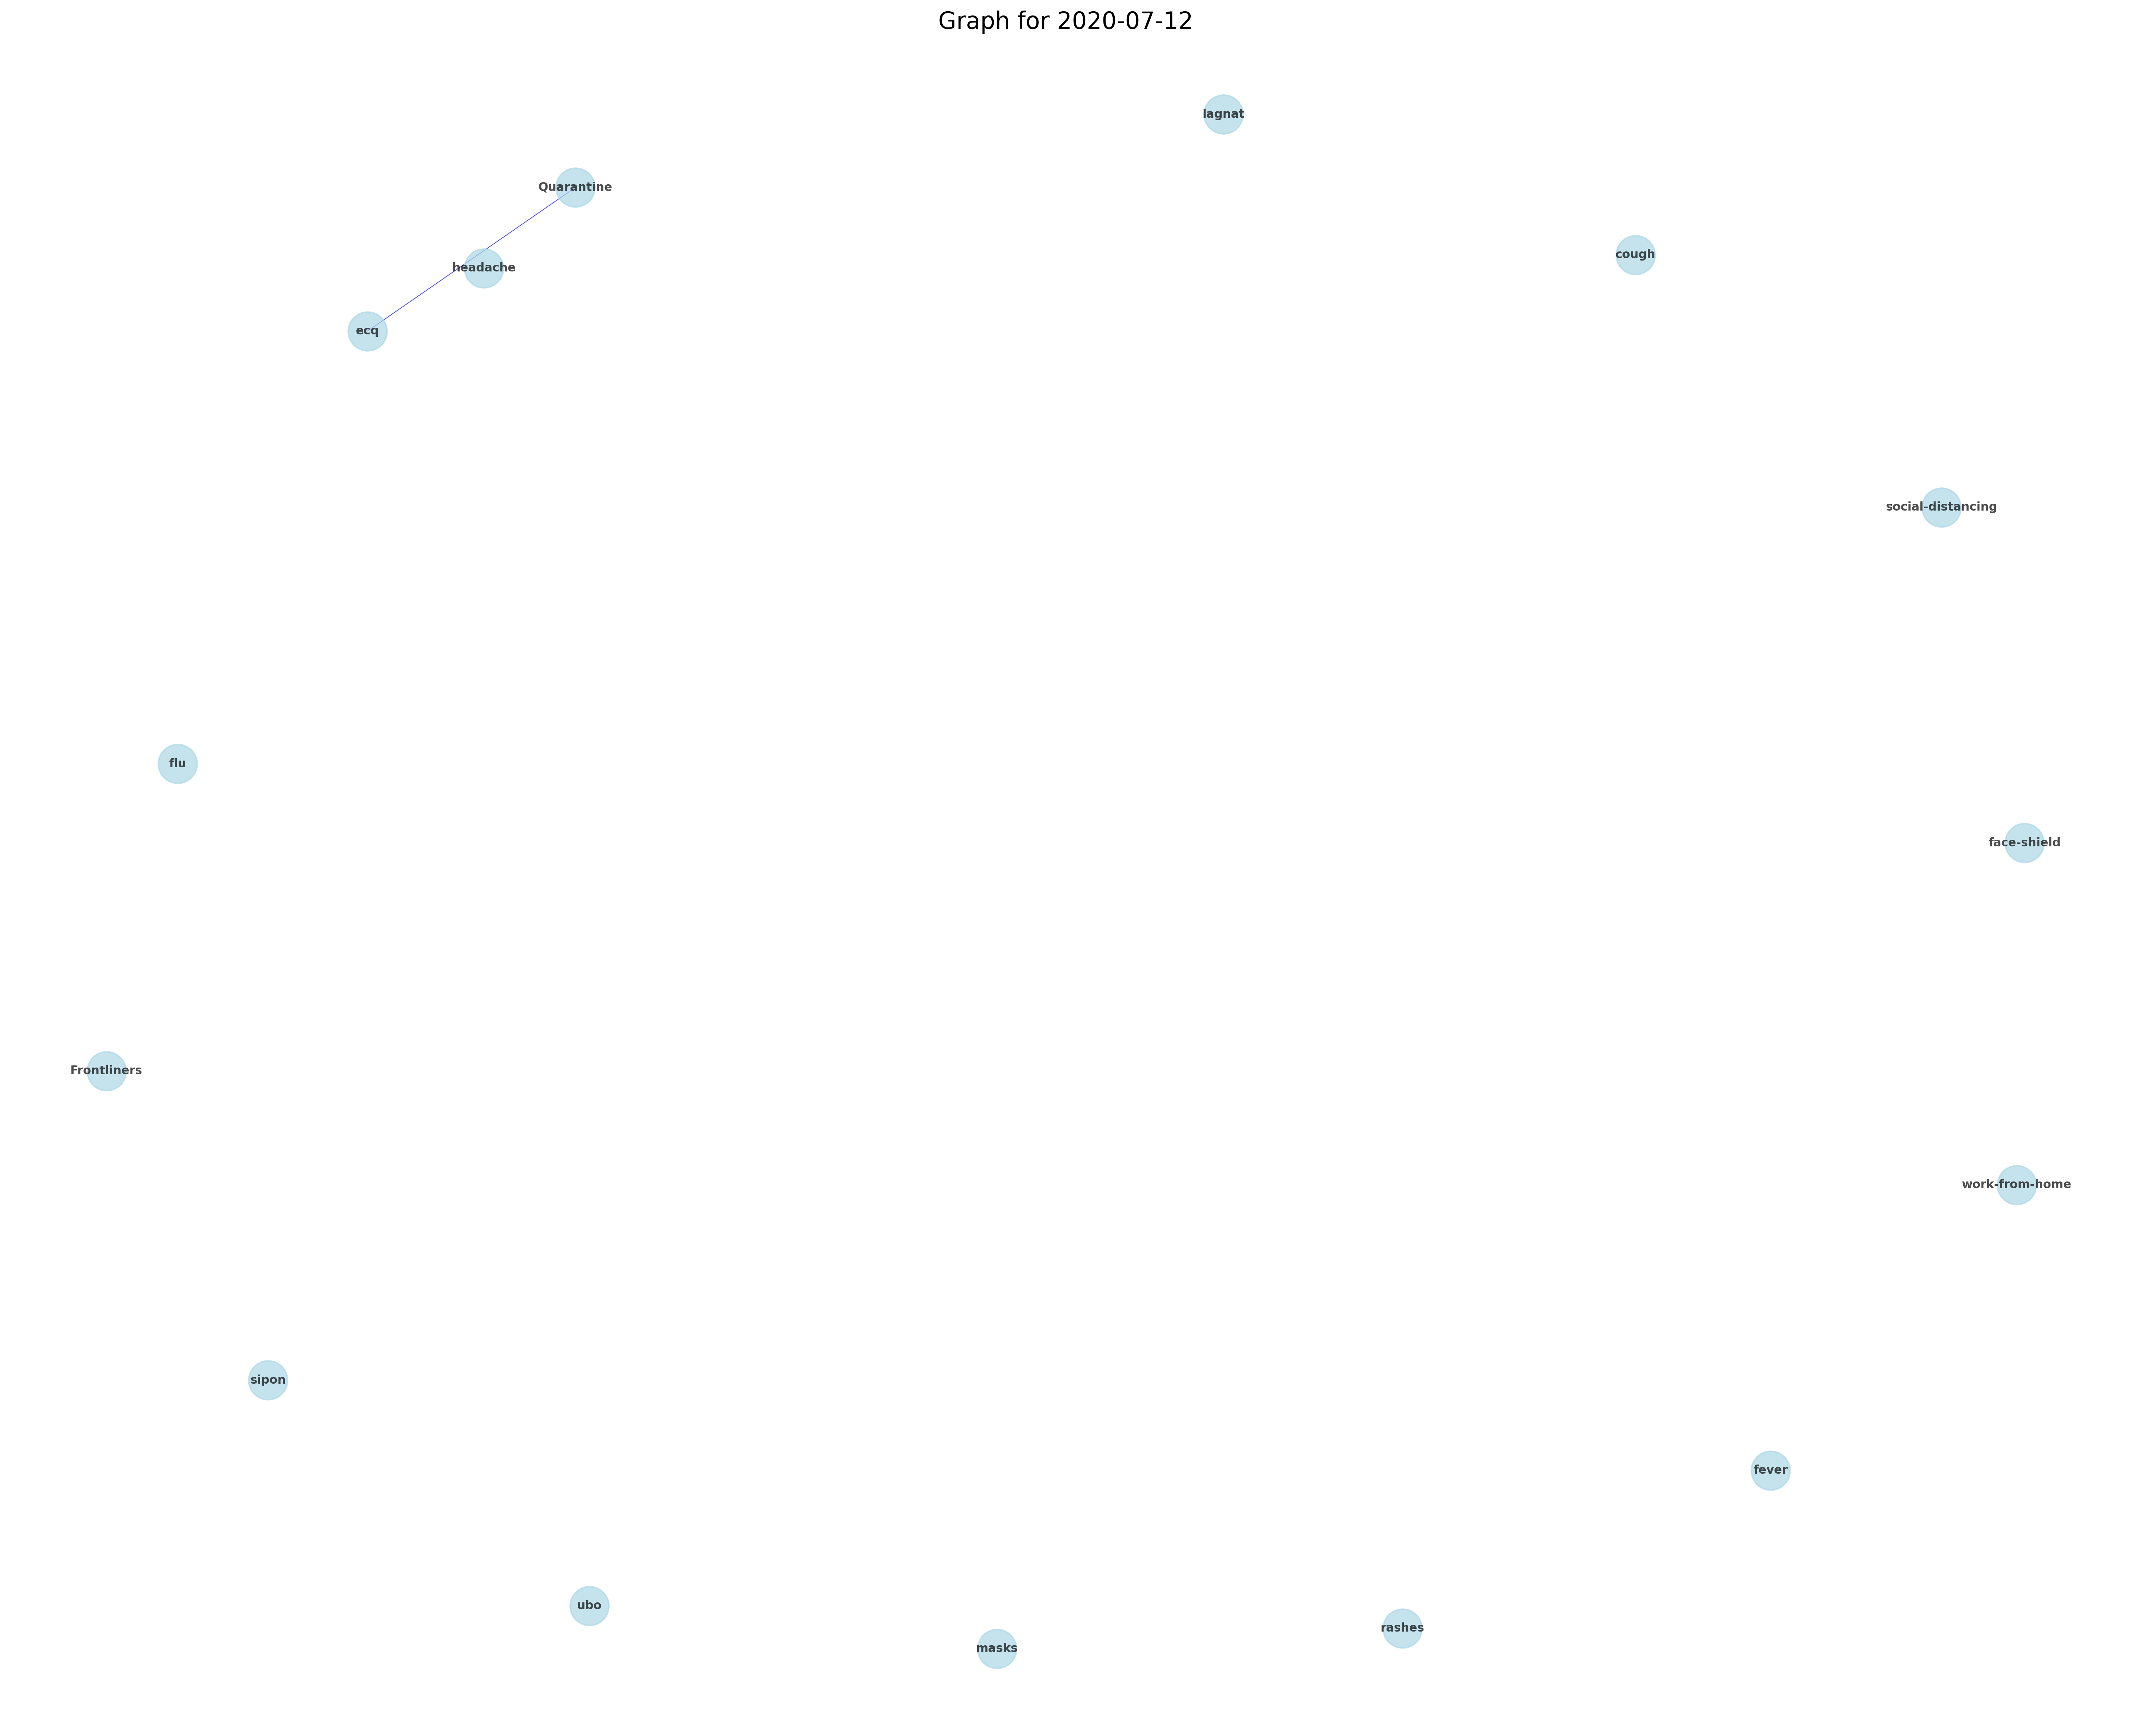 Graph for 2020-07-12
lagnat
Quarantine
cough
headache
ecq
social-distancing
flu
face-shield
Frontliners
work-from-home
sipon
fever
ubo
rashes
masks